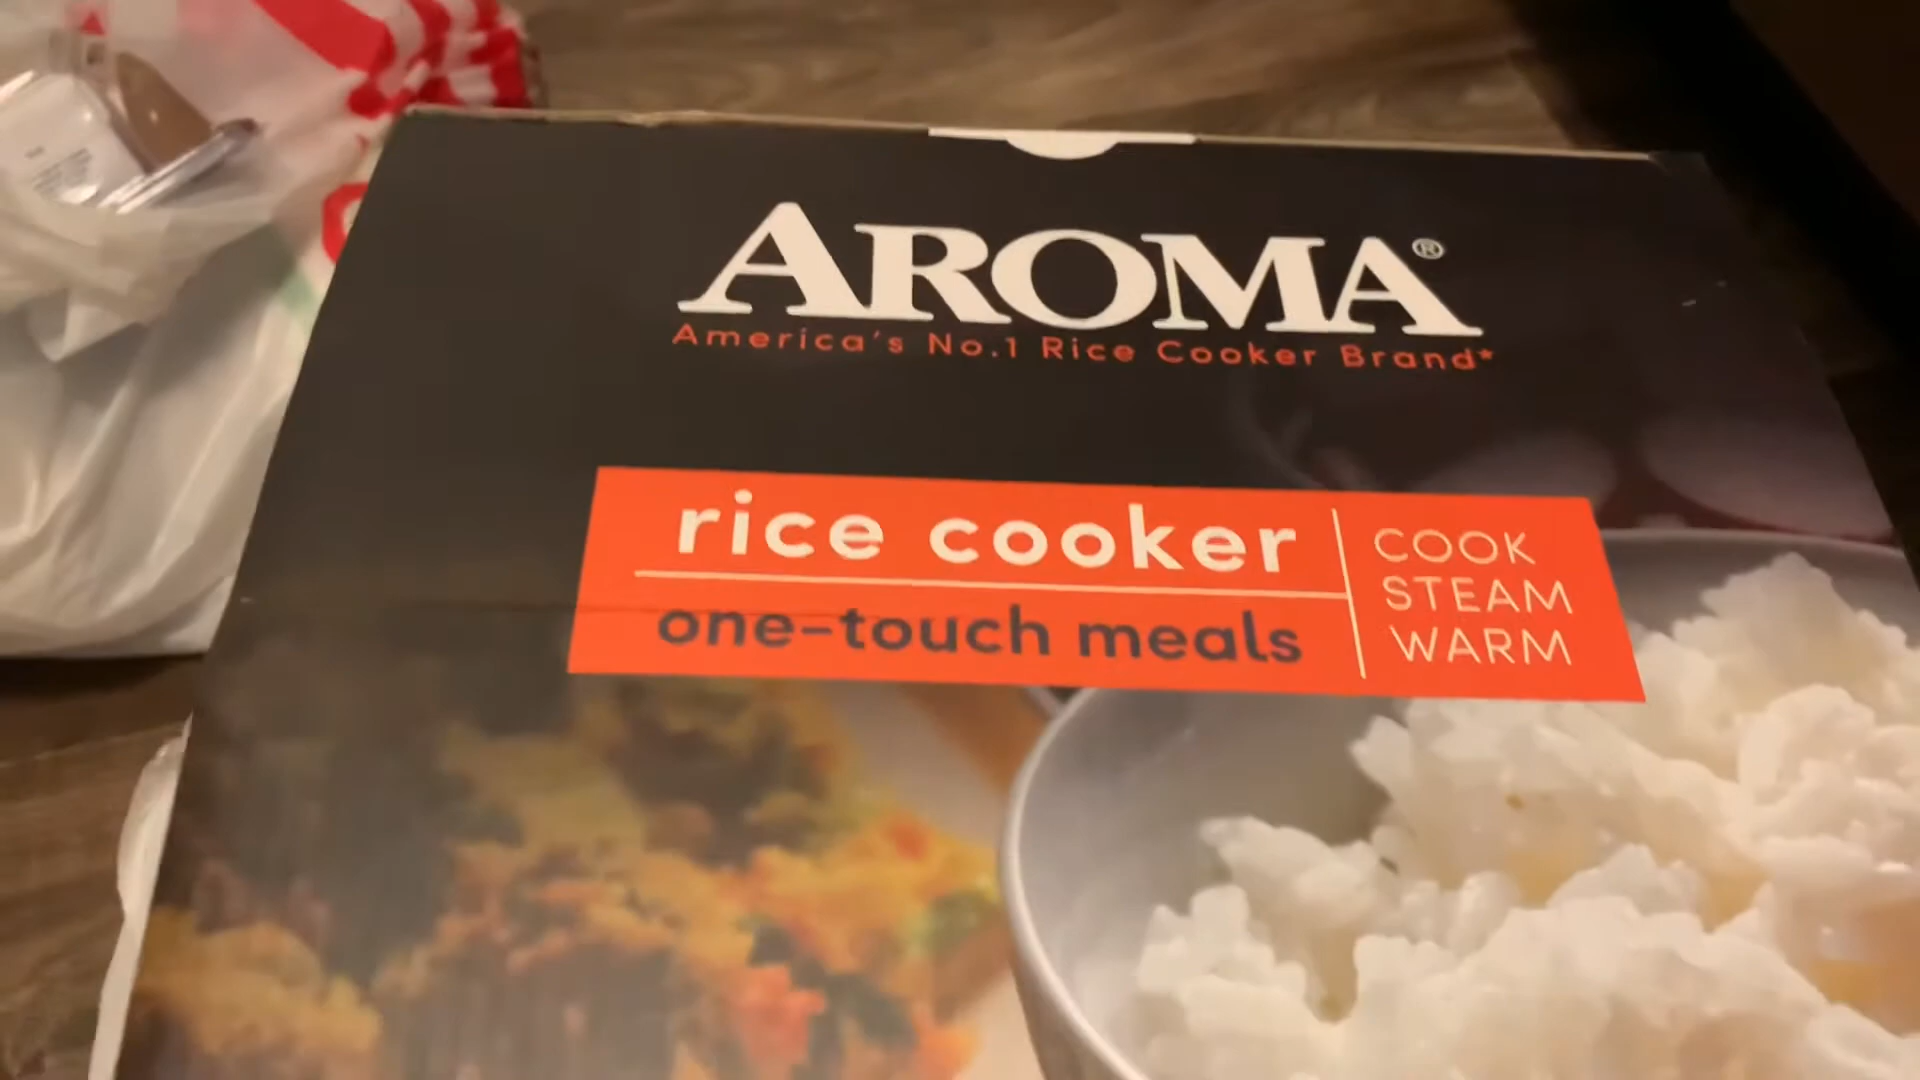 AROMA®
America's No.1 Rice Cooker Brand*
rice cooker
one-touch meals
COOK
STEAM
WARM